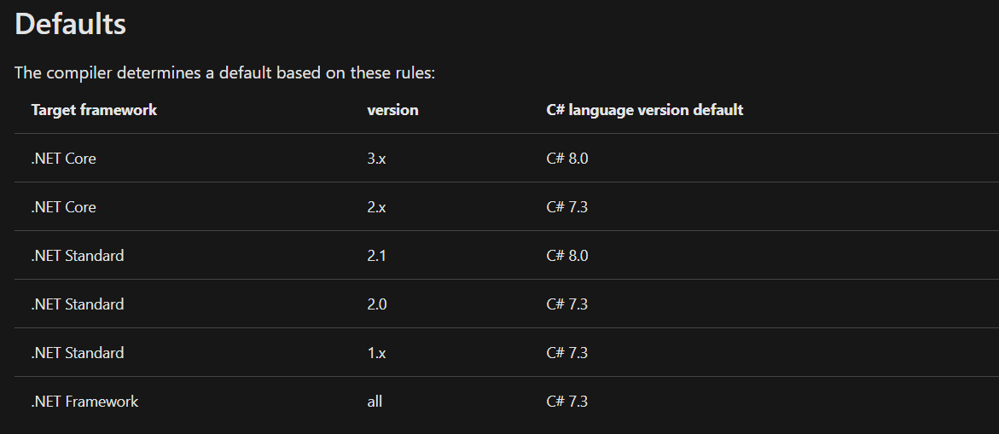 Defaults
The compiler determines a default based on these rules:
Target framework version C# language version default
.NET Core 3.x C# 8.0
.NET Core 2.x C# 7.3
.NET Standard 2.1 C# 8.0
.NET Standard 2.0 C# 7.3
.NET Standard 1.x C# 7.3
.NET Framework all C# 7.3